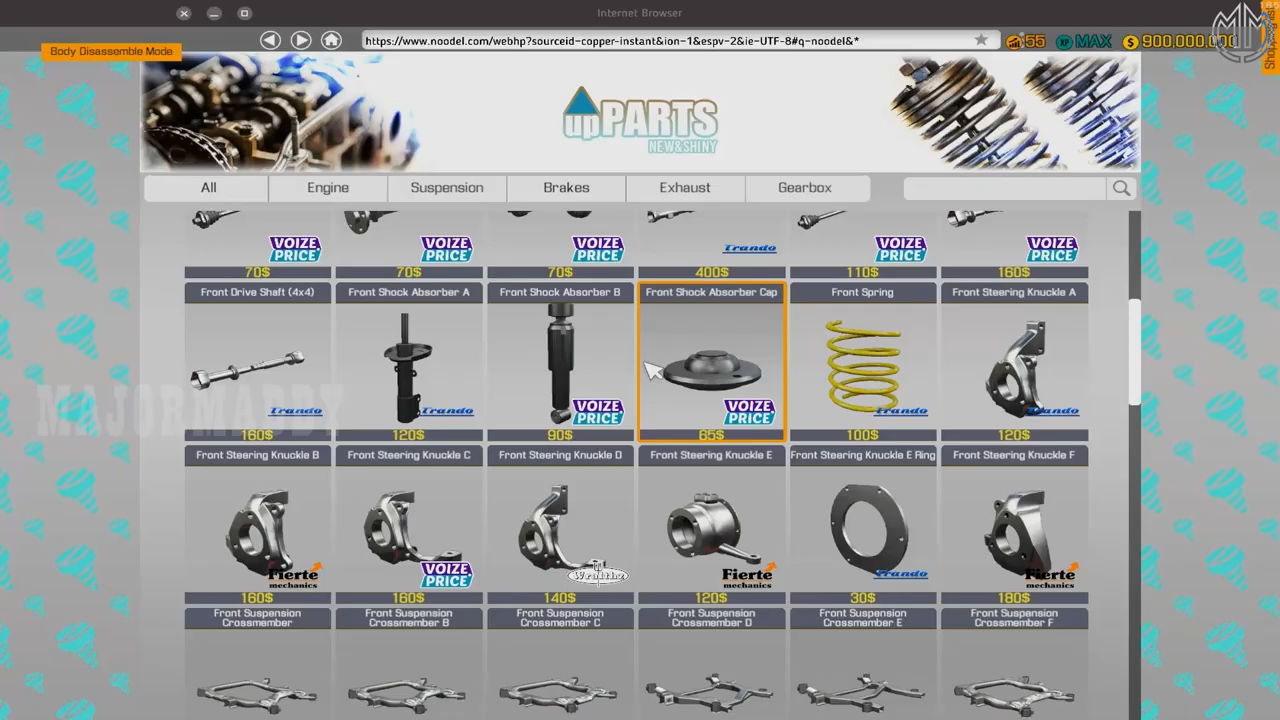 Internet Browser
Body Disassemble Mode
https://www.noodel.com/webhp?sourceid-copper-instant&ion-1&espv-2&ie-UTF-8#q-noodel&*
55
MAX
900,000,000
upPARTS
NEW&SHINY
All
Engine
Suspension
Brakes
Exhaust
Gearbox
VOIZE PRICE
VOIZE PRICE
VOIZE PRICE
Trando
VOIZE PRICE
VOIZE PRICE
70$
70$
70$
400$
110$
160$
Front Drive Shaft (4x4)
Front Shock Absorber A
Front Shock Absorber B
Front Shock Absorber Cap
Front Spring
Front Steering Knuckle A
MAJORMADDY
Trando
Trando
VOIZE PRICE
VOIZE PRICE
Trando
Trando
160$
120$
90$
65$
100$
120$
Front Steering Knuckle B
Front Steering Knuckle C
Front Steering Knuckle D
Front Steering Knuckle E
Front Steering Knuckle E Ring
Front Steering Knuckle F
Fierte mechanics
VOIZE PRICE
Fierte mechanics
Trando
Fierte mechanics
160$
160$
140$
120$
30$
180$
Front Suspension
Crossmember
Front Suspension
Crossmember B
Front Suspension
Crossmember C
Front Suspension
Crossmember D
Front Suspension
Crossmember E
Front Suspension
Crossmember F